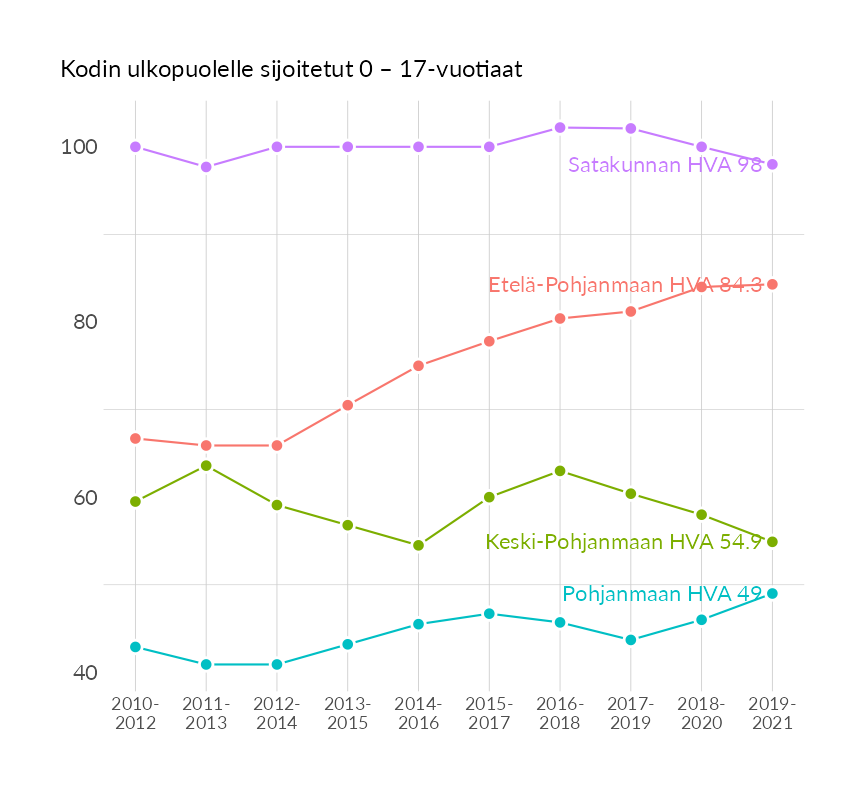 Kodin ulkopuolelle sijoitetut 0 – 17-vuotiaat
100
Satakunnan HVA 98
Etelä-Pohjanmaan HVA 84.3
80
60
Keski-Pohjanmaan HVA 54.9
Pohjanmaan HVA 49
40
2010- 2011- 2012- 2013- 2014- 2015- 2016- 2017- 2018- 2019-
2012 2013 2014 2015 2016 2017 2018 2019 2020 2021